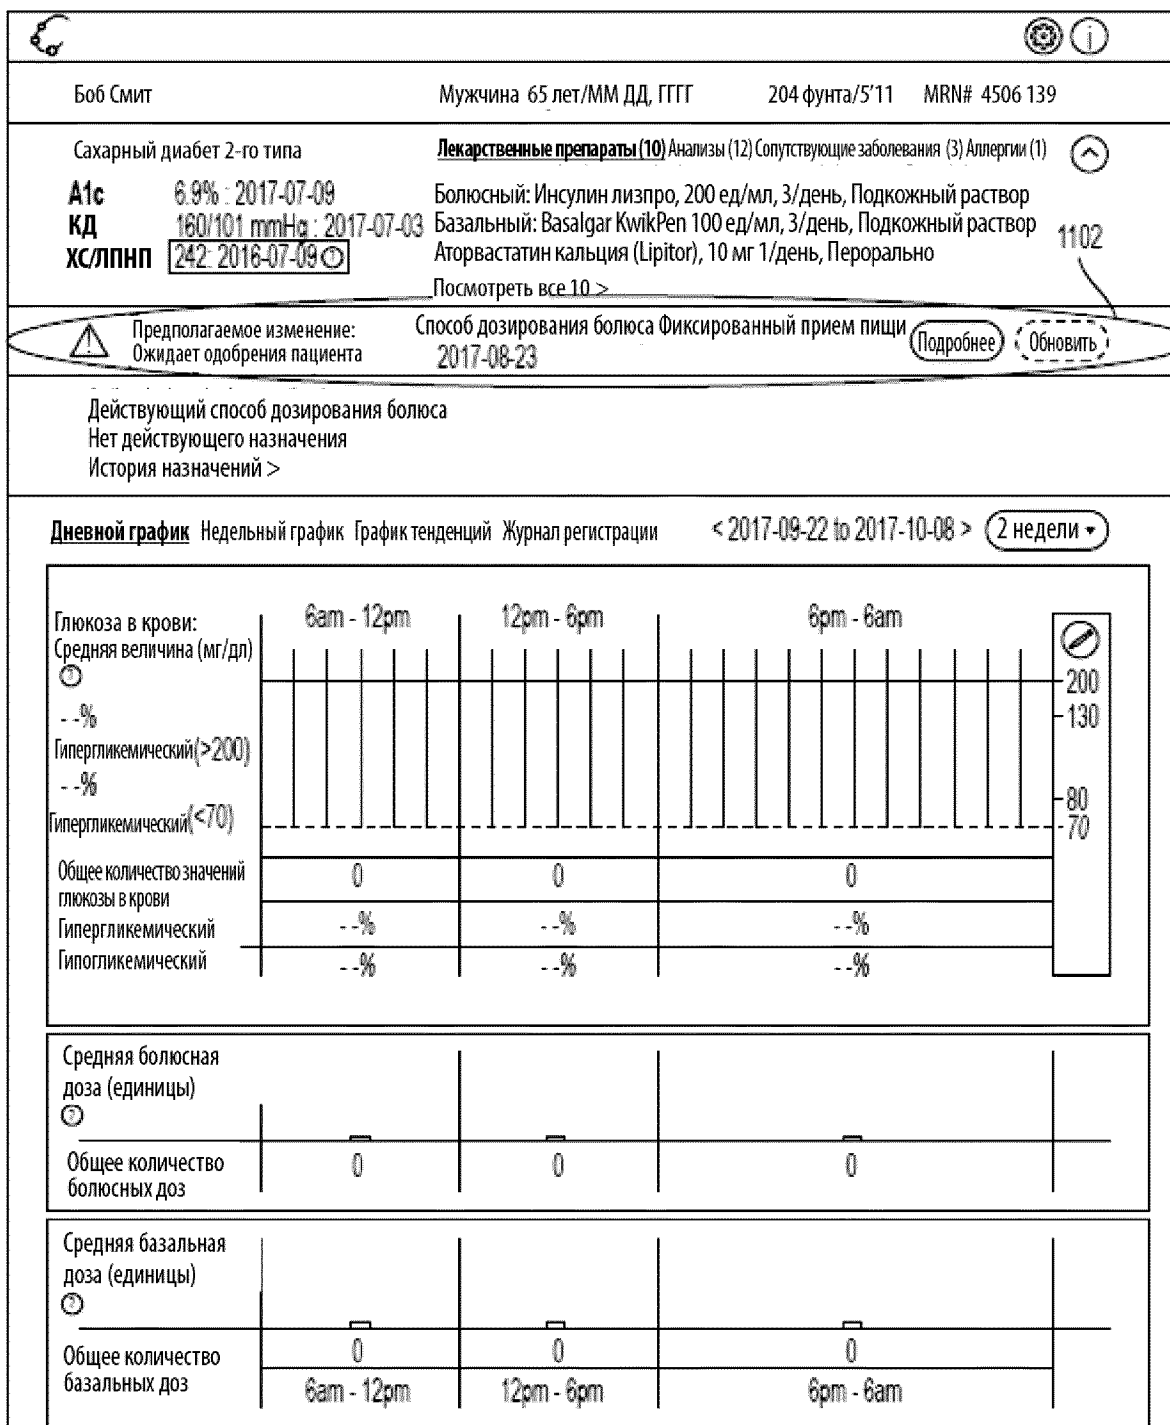 Боб Смит Мужчина 65 лет/ММ ДД, ГГГГ 204 фунта/5'11 MRN# 4506 139
Сахарный диабет 2-го типа
A1c 6.9% : 2017-07-09
КД 160/101 mmHg : 2017-07-03
ХС/ЛПНП 242: 2016-07-09
Лекарственные препараты (10) Анализы (12) Сопутствующие заболевания (3) Аллергии (1)
Болюсный: Инсулин лизпро, 200 ед/мл, 3/день, Подкожный раствор
Базальный: Basalgar KwikPen 100 ед/мл, 3/день, Подкожный раствор
Аторвастатин кальция (Lipitor), 10 мг 1/день, Перорально
Посмотреть все 10 >
1102
Предполагаемое изменение:
Ожидает одобрения пациента
Способ дозирования болюса Фиксированный прием пищи
2017-08-23
Подробнее Обновить
Действующий способ дозирования болюса
Нет действующего назначения
История назначений >
Дневной график Недельный график График тенденций Журнал регистрации < 2017-09-22 to 2017-10-08 > 2 недели
6am - 12pm 12pm - 6pm 6pm - 6am
Глюкоза в крови:
Средняя величина (мг/дл)
- -%
Гипергликемический (>200)
- -%
Гипергликемический (<70)
200
130
80
70
Общее количество значений
глюкозы в крови
0 0 0
Гипергликемический - -% - -% - -%
Гипогликемический - -% - -% - -%
Средняя болюсная
доза (единицы)
Общее количество
болюсных доз
0 0 0
Средняя базальная
доза (единицы)
Общее количество
базальных доз
0 0 0
6am - 12pm 12pm - 6pm 6pm - 6am